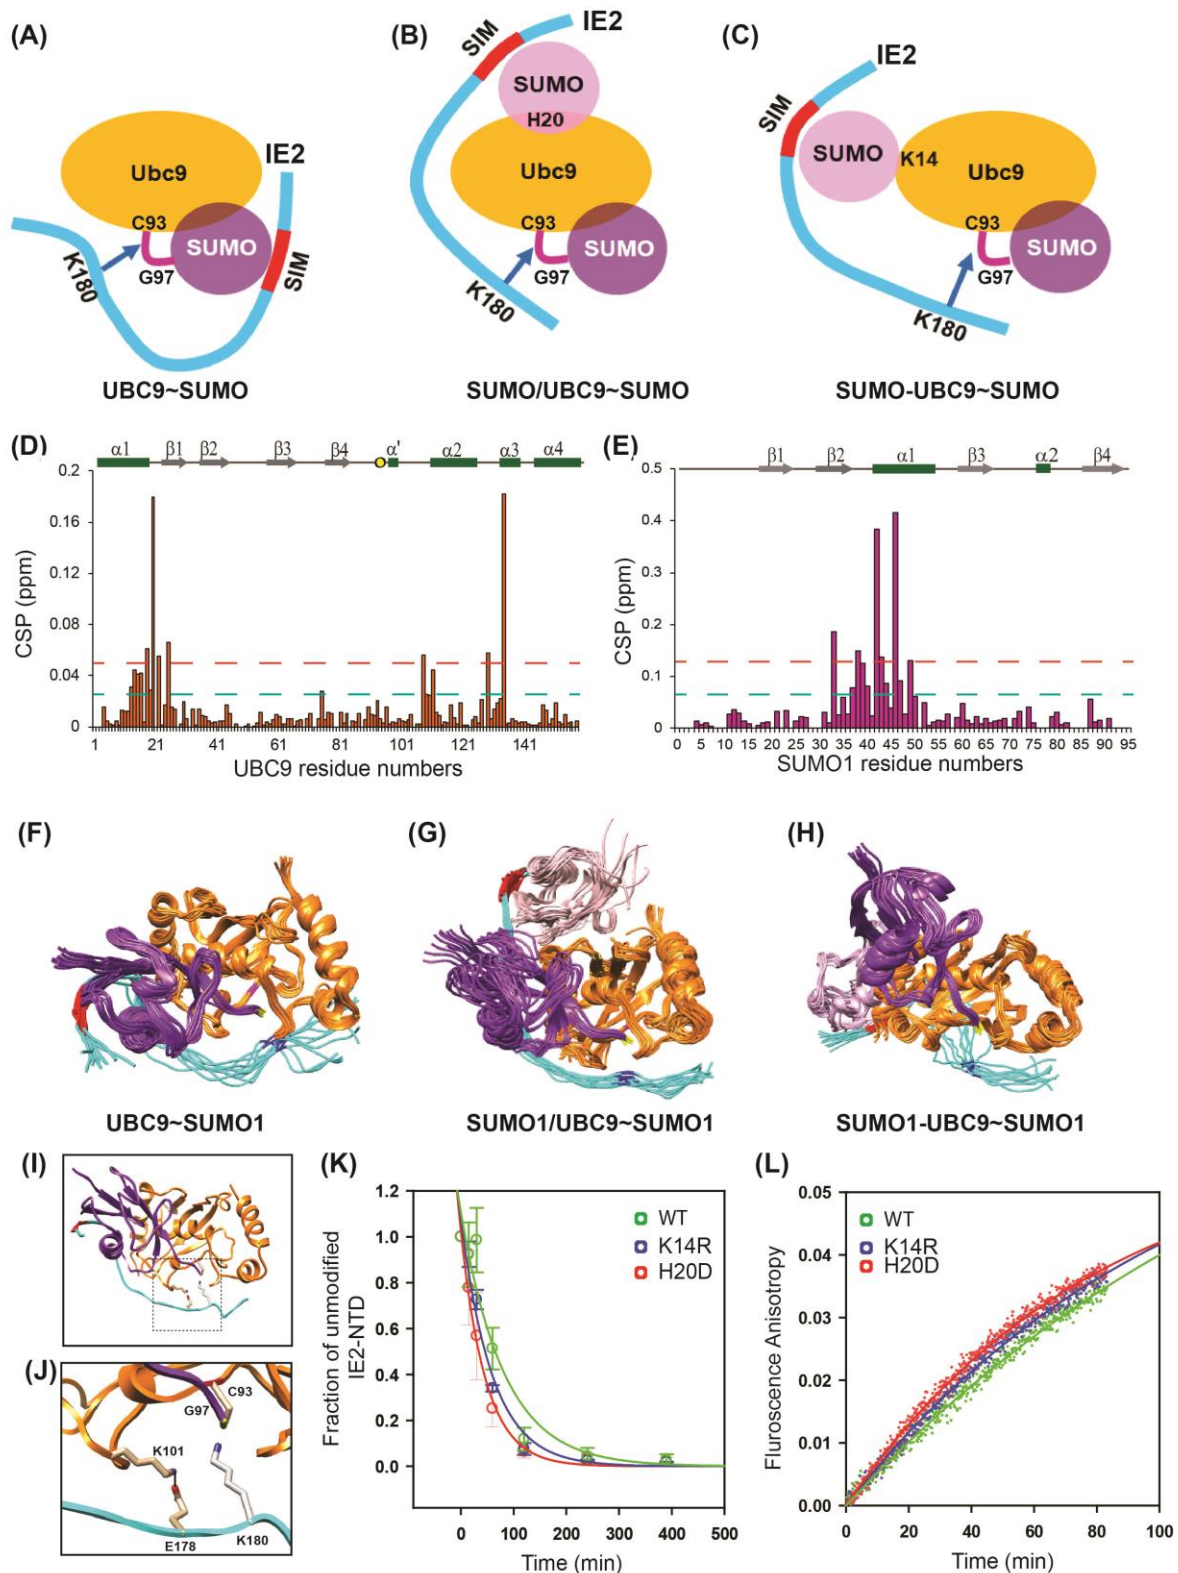 (A)
IE2
Ubc9
C93
SUMO
G97
K180
SIM
UBC9~SUMO
(B)
IE2
SIM
SUMO
H20
Ubc9
C93
SUMO
G97
K180
SUMO/UBC9~SUMO
(C)
IE2
SIM
SUMO
K14
Ubc9
C93
SUMO
G97
K180
SUMO-UBC9~SUMO
(D)
α1 β1 β2 β3 β4 α' α2 α3 α4
CSP (ppm)
0.2
0.16
0.12
0.08
0.04
0
1 21 41 61 81 101 121 141
UBC9 residue numbers
(E)
β1 β2 α1 β3 α2 β4
CSP (ppm)
0.5
0.4
0.3
0.2
0.1
0
0 5 10 15 20 25 30 35 40 45 50 55 60 65 70 75 80 85 90 95
SUMO1 residue numbers
(F)
UBC9~SUMO1
(G)
SUMO1/UBC9~SUMO1
(H)
SUMO1-UBC9~SUMO1
(I)
(J)
C93
G97
K101
E178
K180
(K)
Fraction of unmodified
IE2-NTD
1.2
1.0
0.8
0.6
0.4
0.2
0.0
WT
K14R
H20D
0 100 200 300 400 500
Time (min)
(L)
Fluroscence Anisotropy
0.05
0.04
0.03
0.02
0.01
0.00
WT
K14R
H20D
0 20 40 60 80 100
Time (min)